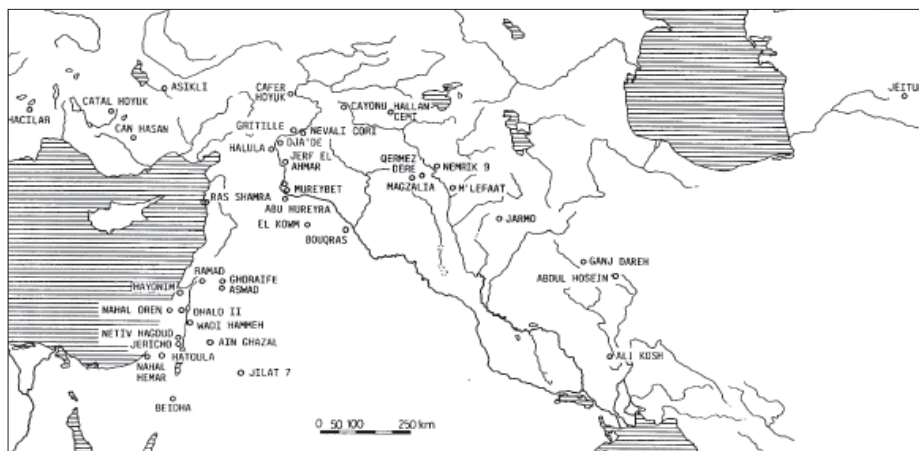 ASIKLI
CATAL HOYUK
HACILAR
CAN HASAN
CAFER
HOYUK
CAYONU
HALLAN
CEMI
JEITUN
GRITILLE
NEVALI CORI
DJA'DE
HALULA
JERF EL
AHMAR
QERMEZ
DERE
NEMRIK 9
MAGZALIA
M'LEFAAT
MUREYBET
RAS SHAMRA
ABU HUREYRA
JARMO
EL KOWM
BOUQRAS
GANJ DAREH
ABDUL HOSEIN
RAMAD
GHORAIFE
ASWAD
HAYONIM
NAHAL OREN
OHALO II
WADI HAMMEH
NETIV HAGDUD
JERICHO
AIN GHAZAL
HATOULA
NAHAL
HEMAR
ALI KOSH
JILAT 7
BEIDHA
0 50 100 250 km